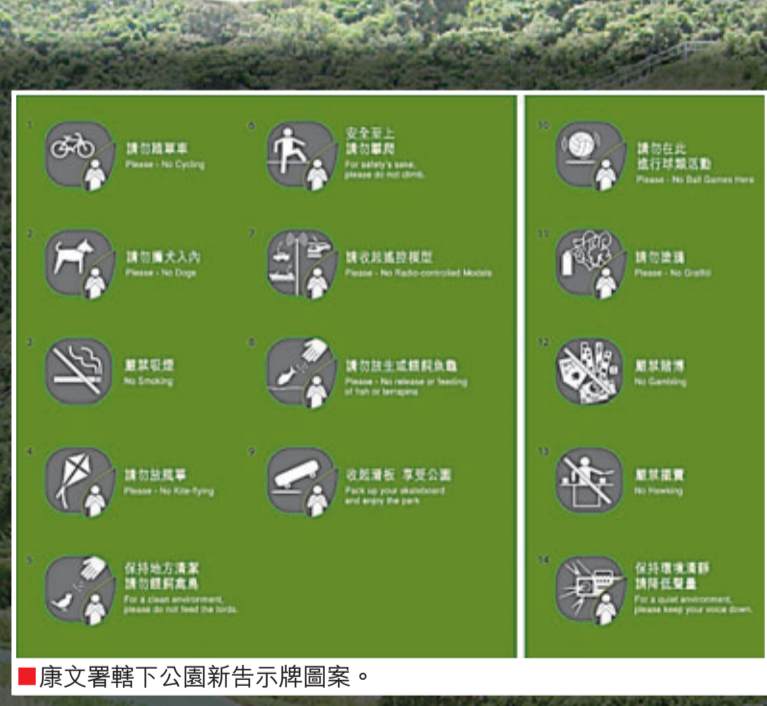 1
請勿踏單車
Please - No Cycling
2
請勿攜犬入內
Please - No Dogs
3
嚴禁吸煙
No Smoking
4
請勿放風箏
Please - No Kite-flying
5
保持地方清潔
請勿餵飼禽鳥
For a clean environment,
please do not feed the birds.
6
安全至上
請勿攀爬
For safety's sake,
please do not climb.
7
請收起遙控模型
Please - No Radio-controlled Models
8
請勿放生或餵飼魚龜
Please - No release or feeding
of fish or terrapins
9
收起滑板 享受公園
Pack up your skateboard
and enjoy the park
10
請勿在此
進行球類活動
Please - No Ball Games Here
11
請勿塗鴉
Please - No Graffiti
12
嚴禁賭博
No Gambling
13
嚴禁擺賣
No Hawking
14
保持環境清靜
請降低聲量
For a quiet environment,
please keep your voice down.
■康文署轄下公園新告示牌圖案。